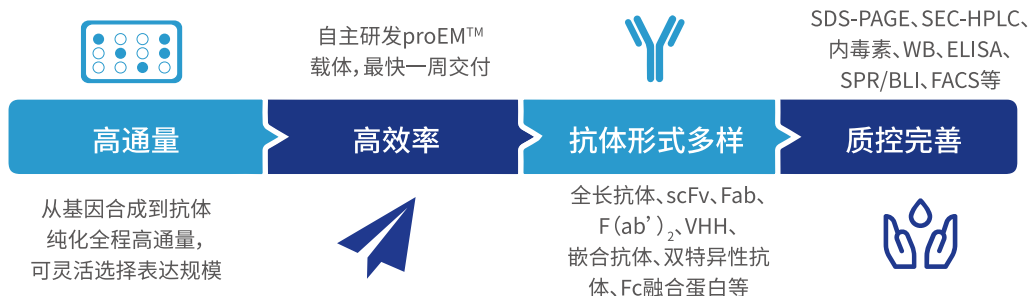 高通量
从基因合成到抗体
纯化全程高通量，
可灵活选择表达规模
自主研发proEM™
载体，最快一周交付
高效率
抗体形式多样
全长抗体、scFv、Fab、
F（ab’）₂、VHH、
嵌合抗体、双特异性抗
体、Fc融合蛋白等
SDS-PAGE、SEC-HPLC、
内毒素、WB、ELISA、
SPR/BLI、FACS等
质控完善